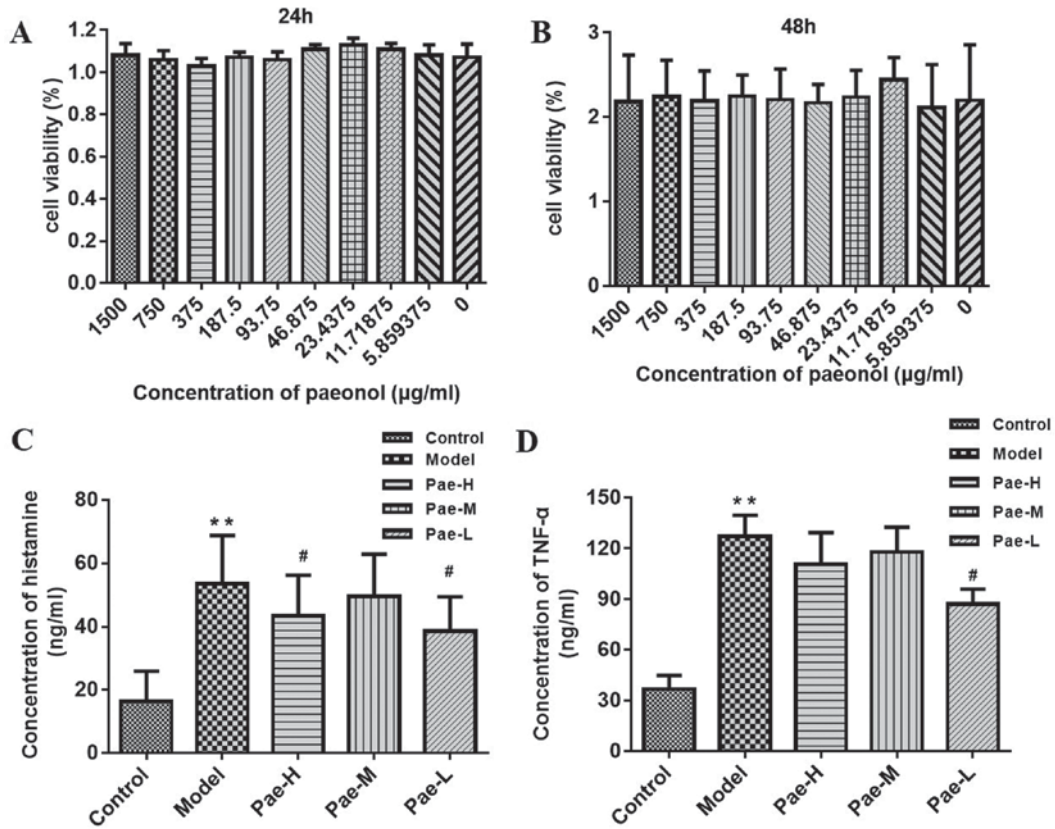 A
24h
cell viability (%)
1.2
1.0
0.8
0.6
0.4
0.2
0.0
1500
750
375
187.5
93.75
46.875
23.4375
11.71875
5.859375
0
Concentration of paeonol (μg/ml)
B
48h
cell viability (%)
3
2
1
0
1500
750
375
187.5
93.75
46.875
23.4375
11.71875
5.859375
0
Concentration of paeonol (μg/ml)
C
Control
Model
Pae-H
Pae-M
Pae-L
Concentration of histamine
(ng/ml)
80
60
40
20
0
**
#
#
Control
Model
Pae-H
Pae-M
Pae-L
D
Control
Model
Pae-H
Pae-M
Pae-L
Concentration of TNF-α
(ng/ml)
150
120
90
60
30
0
**
#
Control
Model
Pae-H
Pae-M
Pae-L